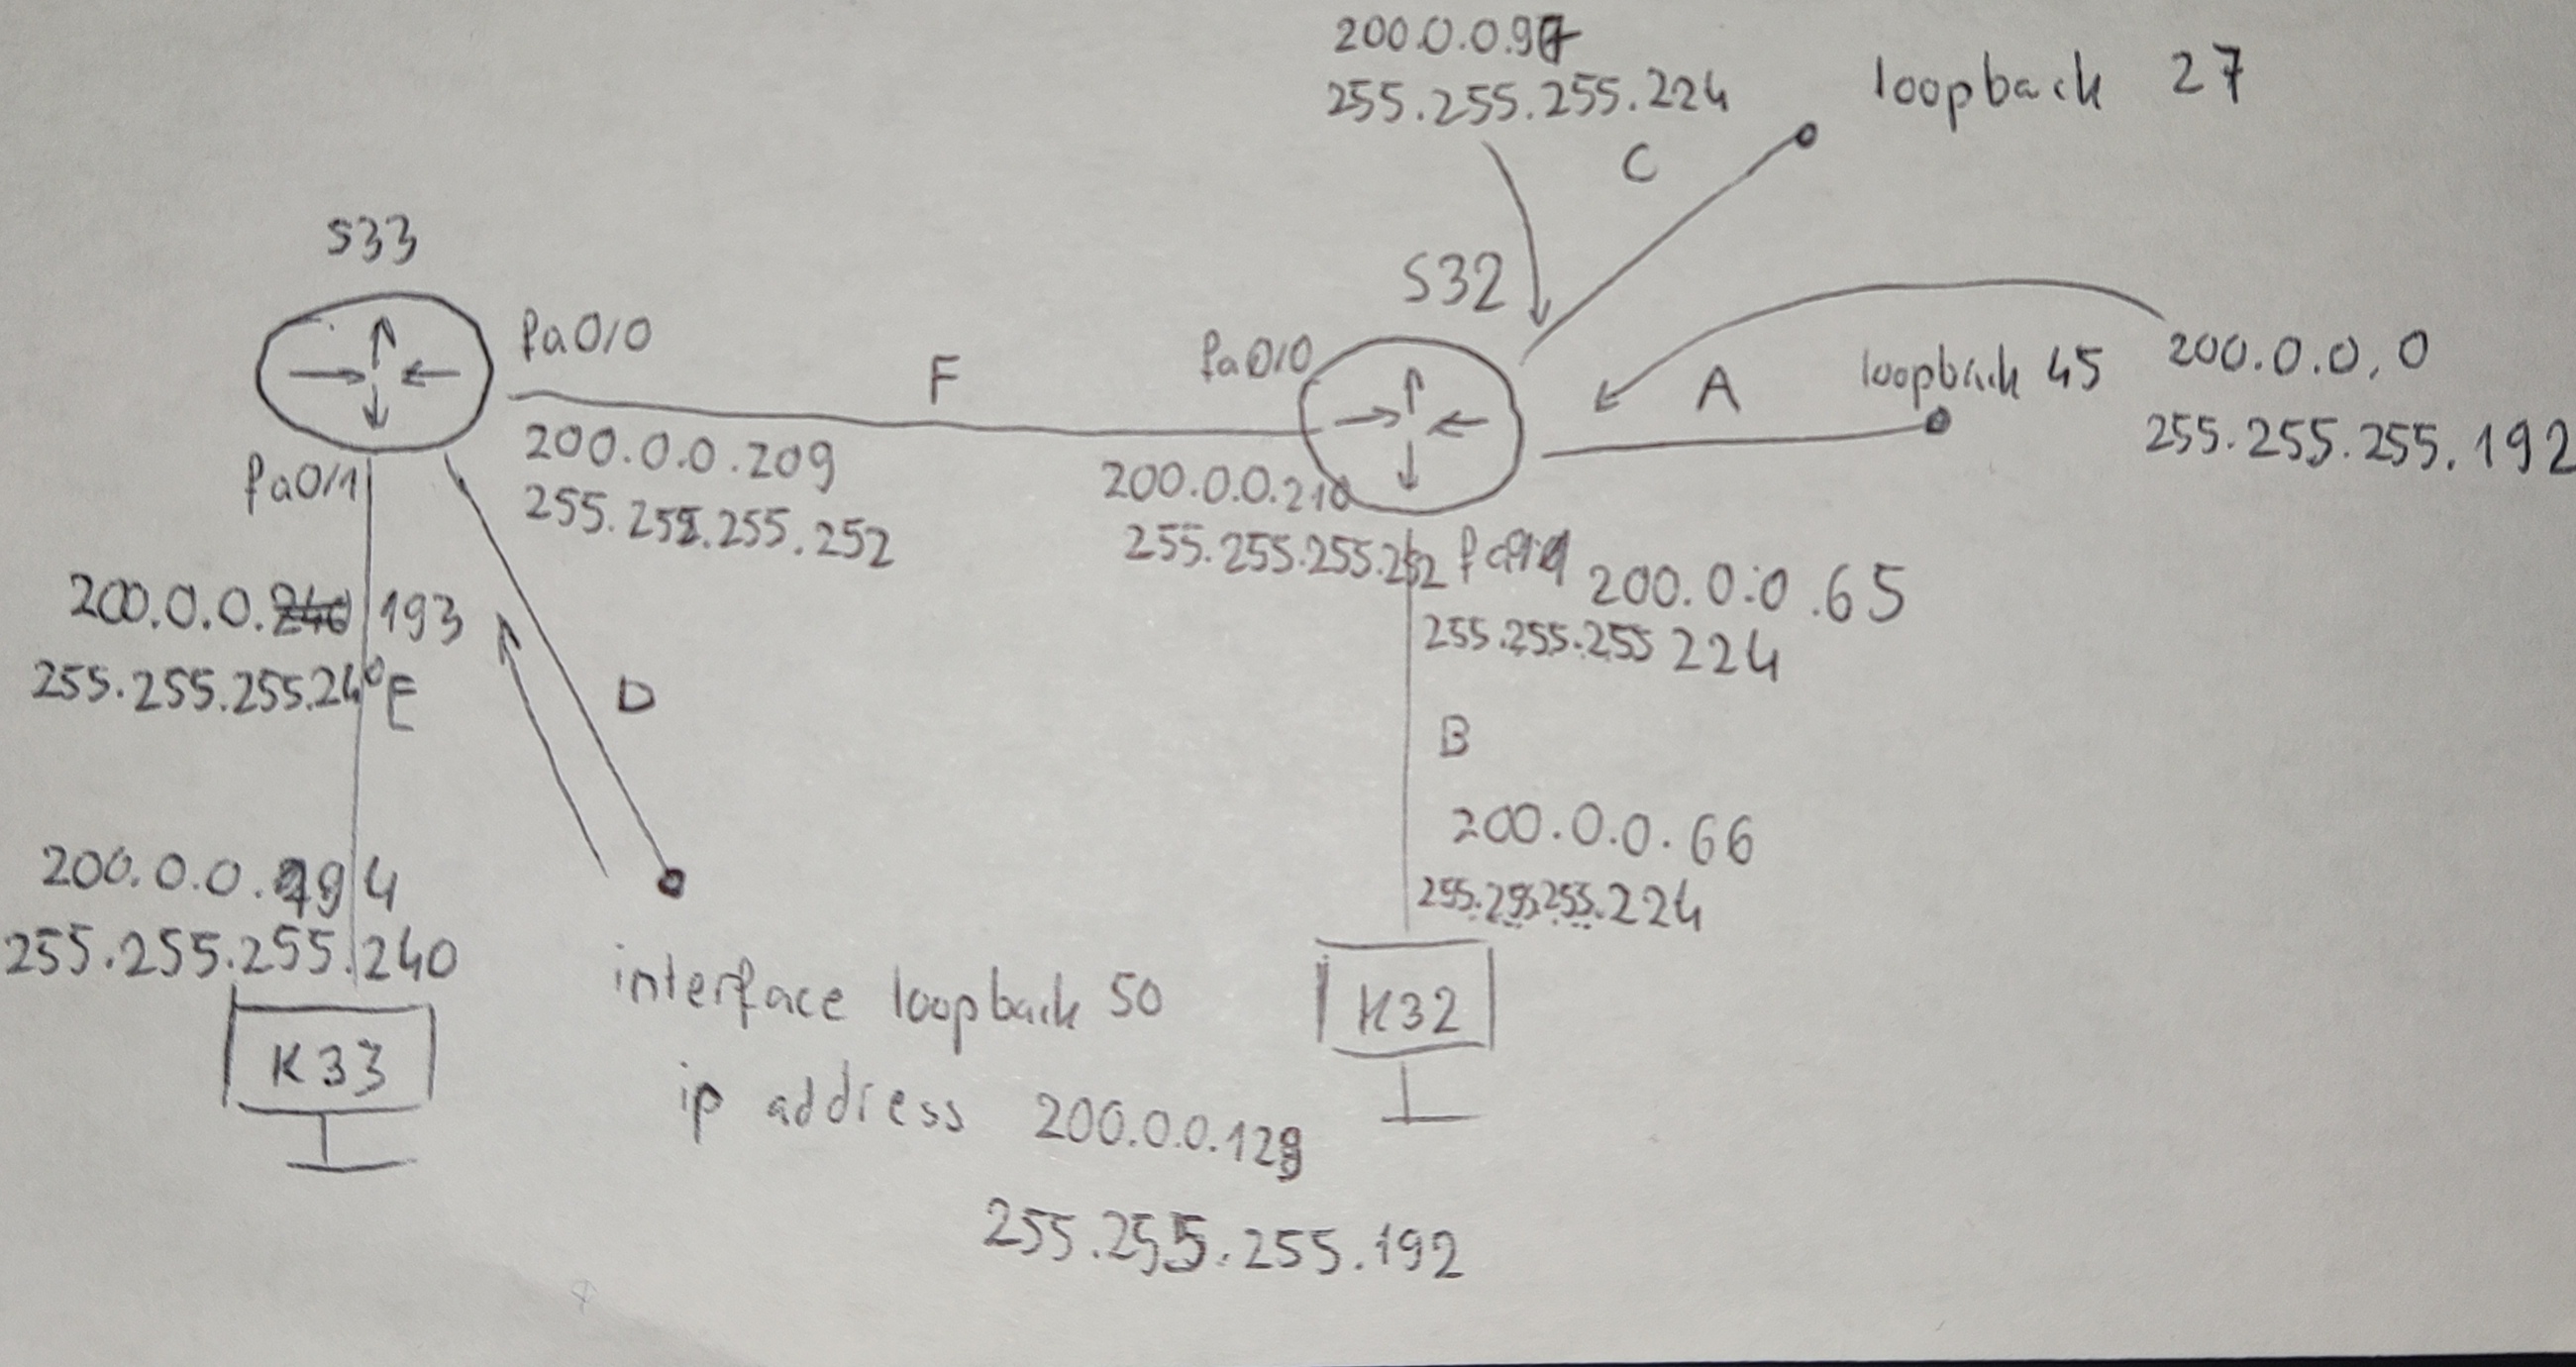 200.0.0.97
255.255.255.224
C
loopback 27
S33
S32
fa0/0
F
fa0/0
A
loopback 45
200.0.0.0
255.255.255.192
fa0/1
200.0.0.209
255.255.255.252
200.0.0.210
255.255.255.252
200.0.0.65
255.255.255 224
200.0.0.240 193
255.255.255.240
E
D
B
200.0.0.66
255.255.255.224
200.0.0.194
255.255.255.240
K33
K32
interface loopback 50
ip address 200.0.0.129
255.255.255.192